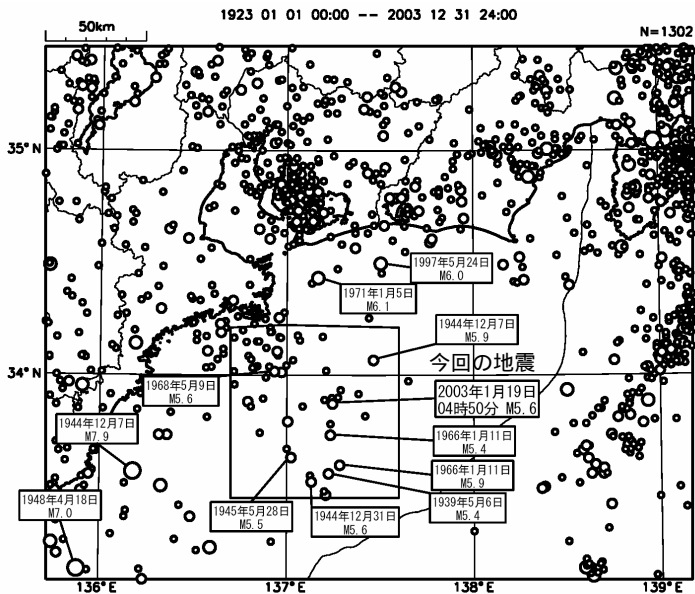 1923 01 01 00:00 -- 2003 12 31 24:00
50km
N=1302
35°N
1997年5月24日
M6.0
1971年1月5日
M6.1
1944年12月7日
M5.9
今回の地震
34°N
1968年5月9日
M5.6
2003年1月19日
04時50分 M5.6
1944年12月7日
M7.9
1966年1月11日
M5.4
1966年1月11日
M5.9
1948年4月18日
M7.0
1945年5月28日
M5.5
1944年12月31日
M5.6
1939年5月6日
M5.4
136°E
137°E
138°E
139°E